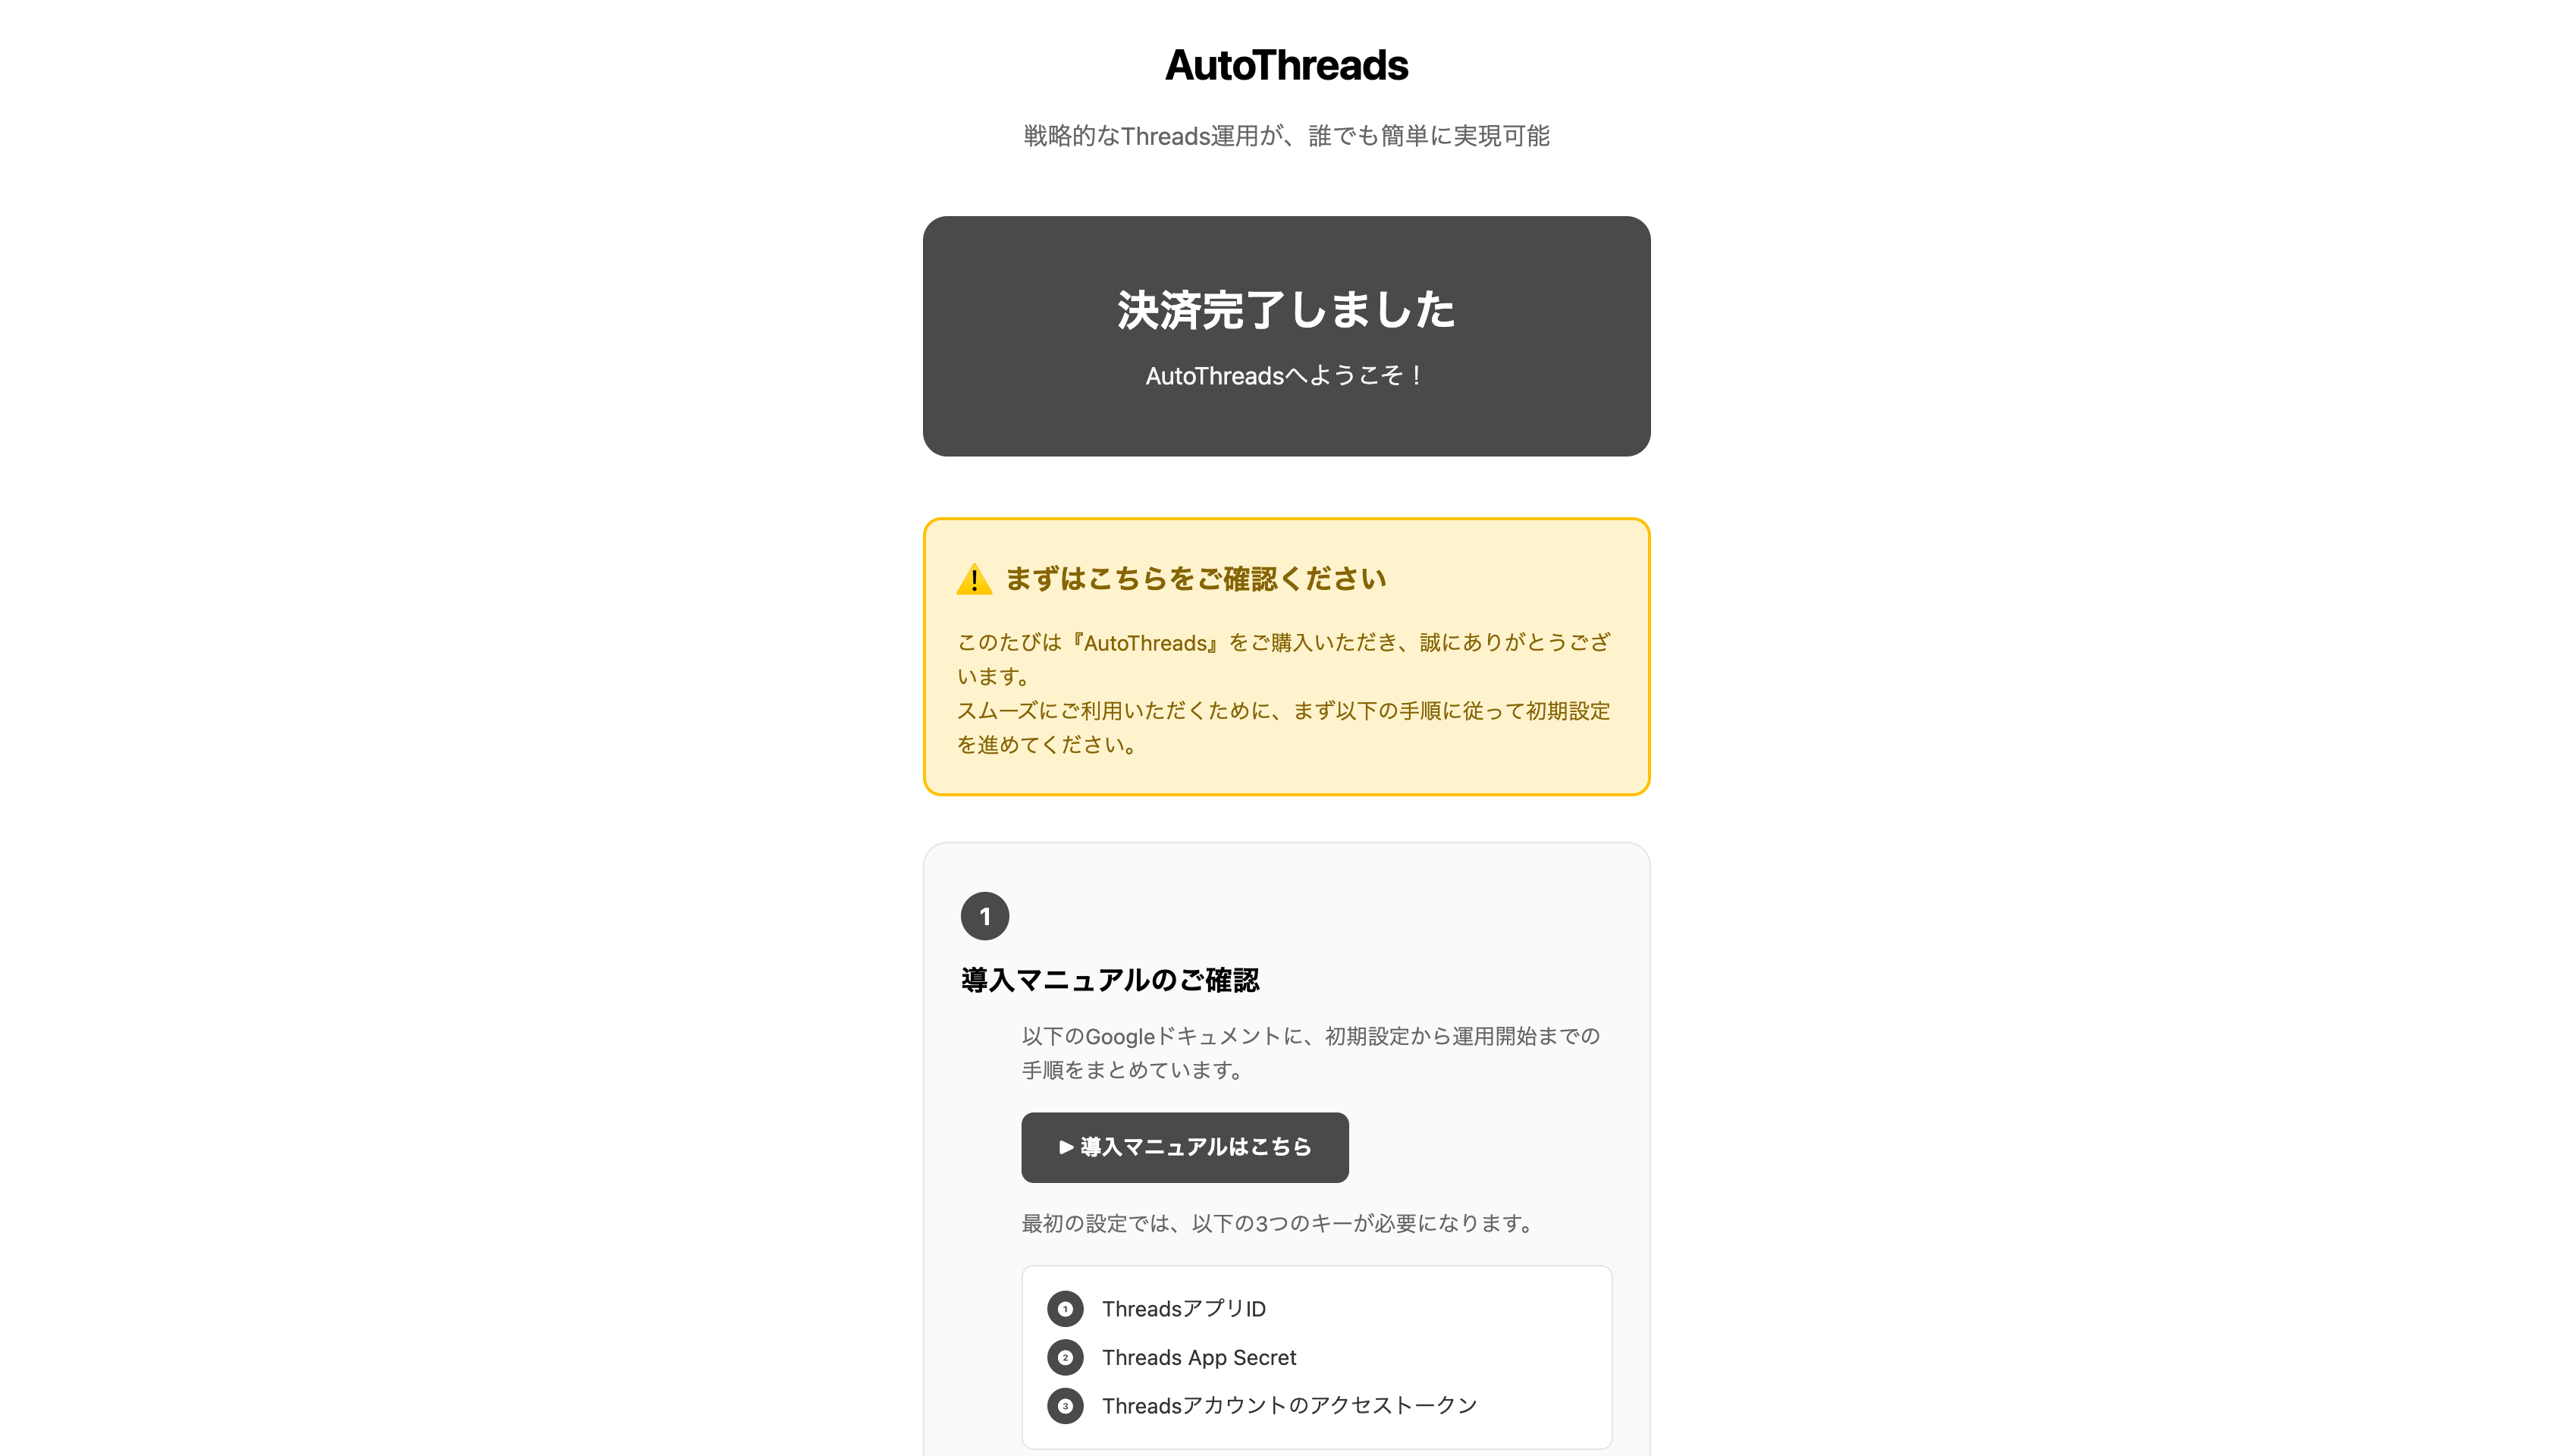 AutoThreads
戦略的なThreads運用が、誰でも簡単に実現可能
決済完了しました
AutoThreadsへようこそ！
⚠️ まずはこちらをご確認ください
このたびは『AutoThreads』をご購入いただき、誠にありがとうござ
います。
スムーズにご利用いただくために、まず以下の手順に従って初期設定
を進めてください。
1
導入マニュアルのご確認
以下のGoogleドキュメントに、初期設定から運用開始までの
手順をまとめています。
▶ 導入マニュアルはこちら
最初の設定では、以下の3つのキーが必要になります。
❶ ThreadsアプリID
❷ Threads App Secret
❸ Threadsアカウントのアクセストークン